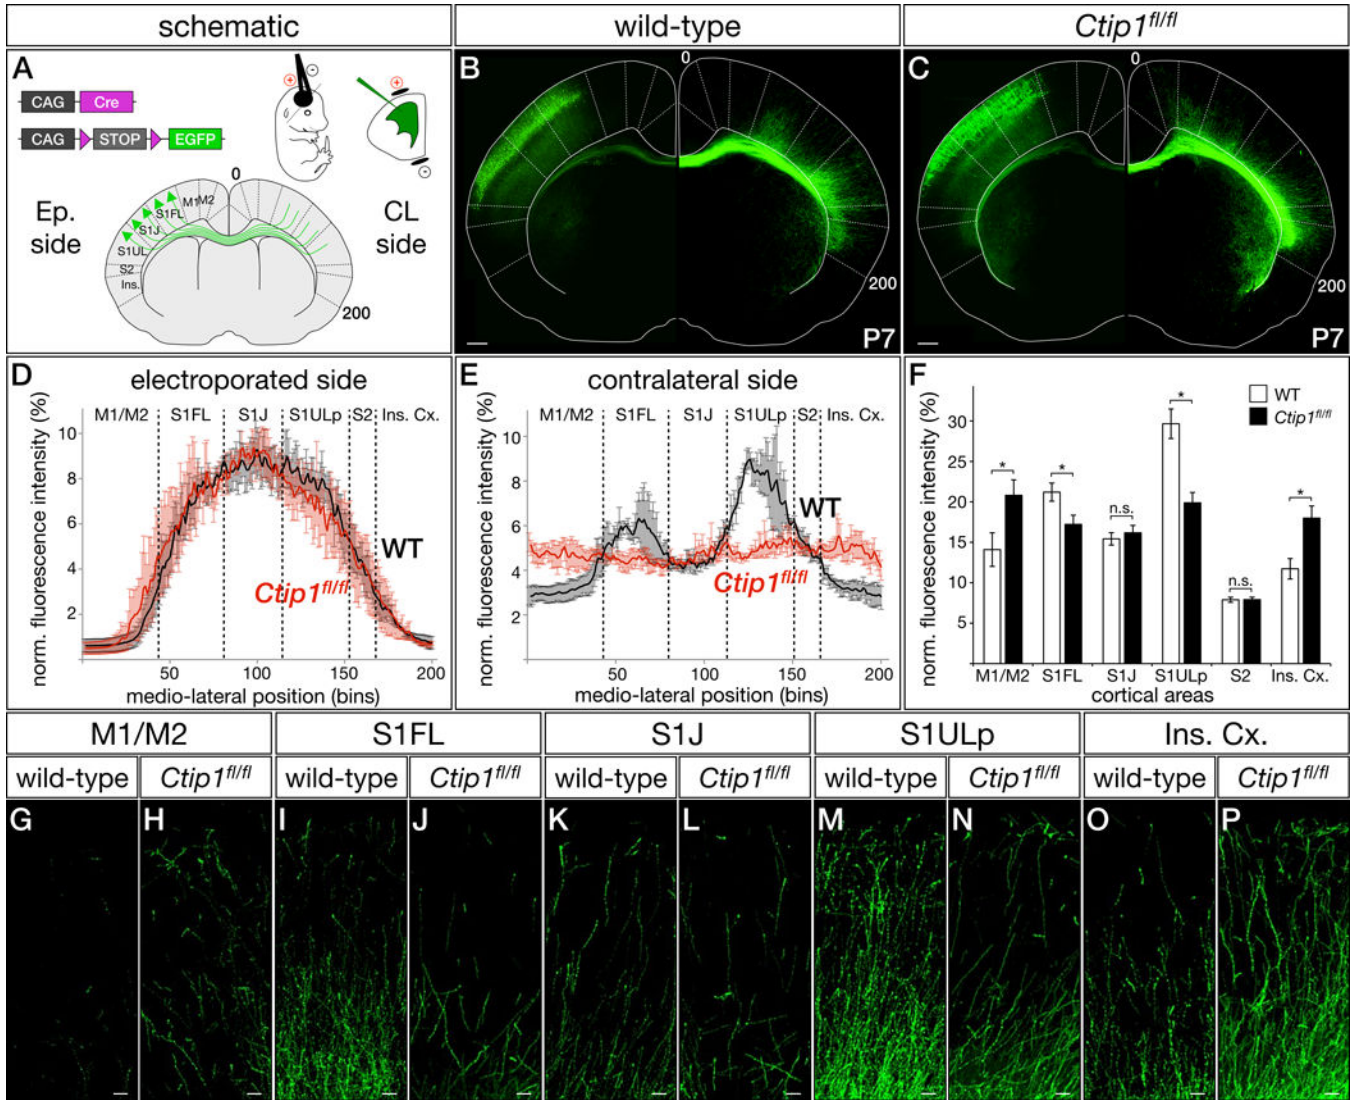 schematic
wild-type
Ctip1fl/fl
A
CAG Cre
CAG STOP EGFP
+ -
+
-
0
Ep. side
CL side
M1 M2
S1FL
S1J
S1UL
S2
Ins.
200
B
0
200
P7
C
0
200
P7
D
electroporated side
M1/M2 S1FL S1J S1ULp S2 Ins. Cx.
norm. fluorescence intensity (%)
10
8
6
4
2
WT
Ctip1fl/fl
50 100 150 200
medio-lateral position (bins)
E
contralateral side
M1/M2 S1FL S1J S1ULp S2 Ins. Cx.
norm. fluorescence intensity (%)
10
8
6
4
2
WT
Ctip1fl/fl
50 100 150 200
medio-lateral position (bins)
F
WT
Ctip1fl/fl
norm. fluorescence intensity (%)
30
25
20
15
10
5
* * n.s. * n.s. *
M1/M2 S1FL S1J S1ULp S2 Ins. Cx.
cortical areas
M1/M2 S1FL S1J S1ULp Ins. Cx.
wild-type Ctip1fl/fl wild-type Ctip1fl/fl wild-type Ctip1fl/fl wild-type Ctip1fl/fl wild-type Ctip1fl/fl
G H I J K L M N O P